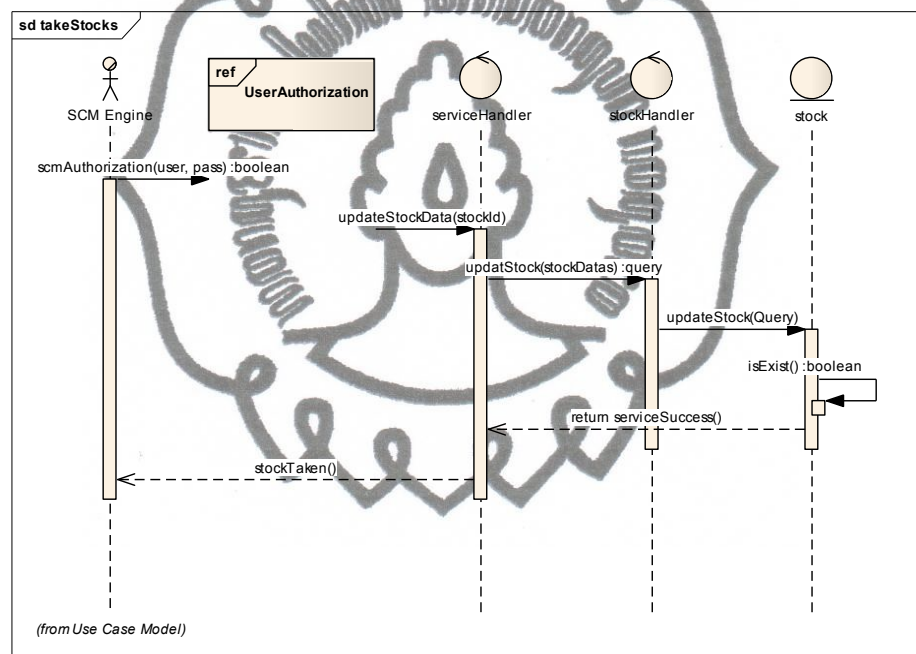 sd takeStocks
ref
UserAuthorization
SCM Engine
serviceHandler
stockHandler
stock
scmAuthorization(user, pass) :boolean
updateStockData(stockId)
updatStock(stockDatas) :query
updateStock(Query)
isExist() :boolean
return serviceSuccess()
stockTaken()
(from Use Case Model)